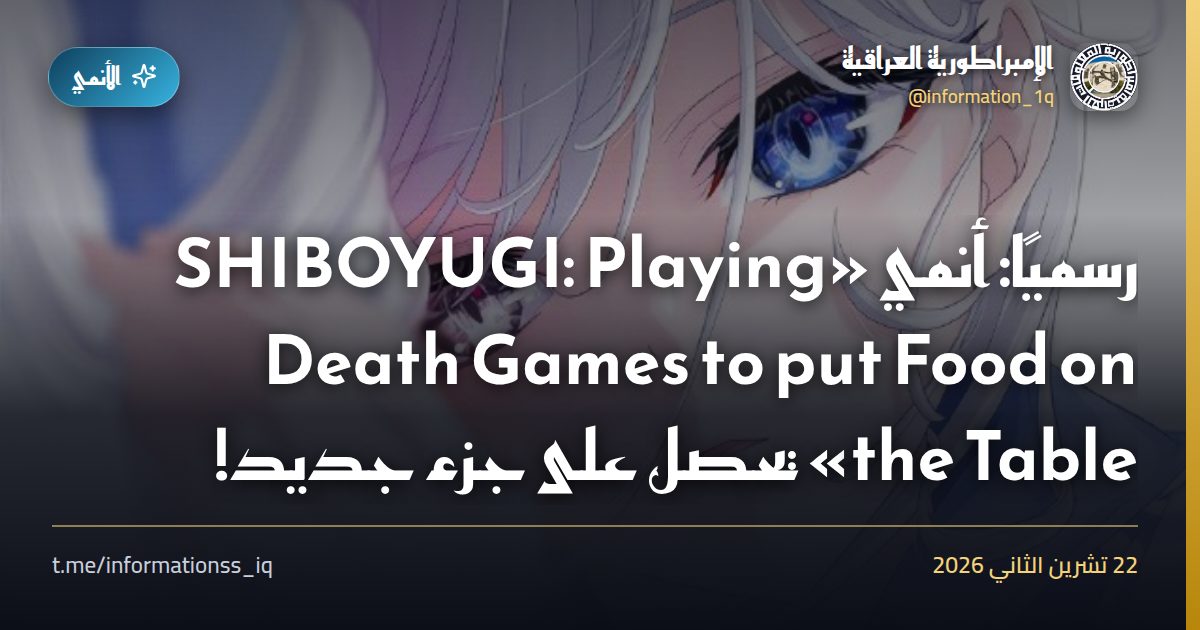 الإمبراطورية العراقية
@information_1q
الأنمي
رسميًا: أنمي «SHIBOYUGI: Playing
Death Games to put Food on
the Table» تحصل على جزء جديد!
22 تشرين الثاني 2026
t.me/informationss_iq